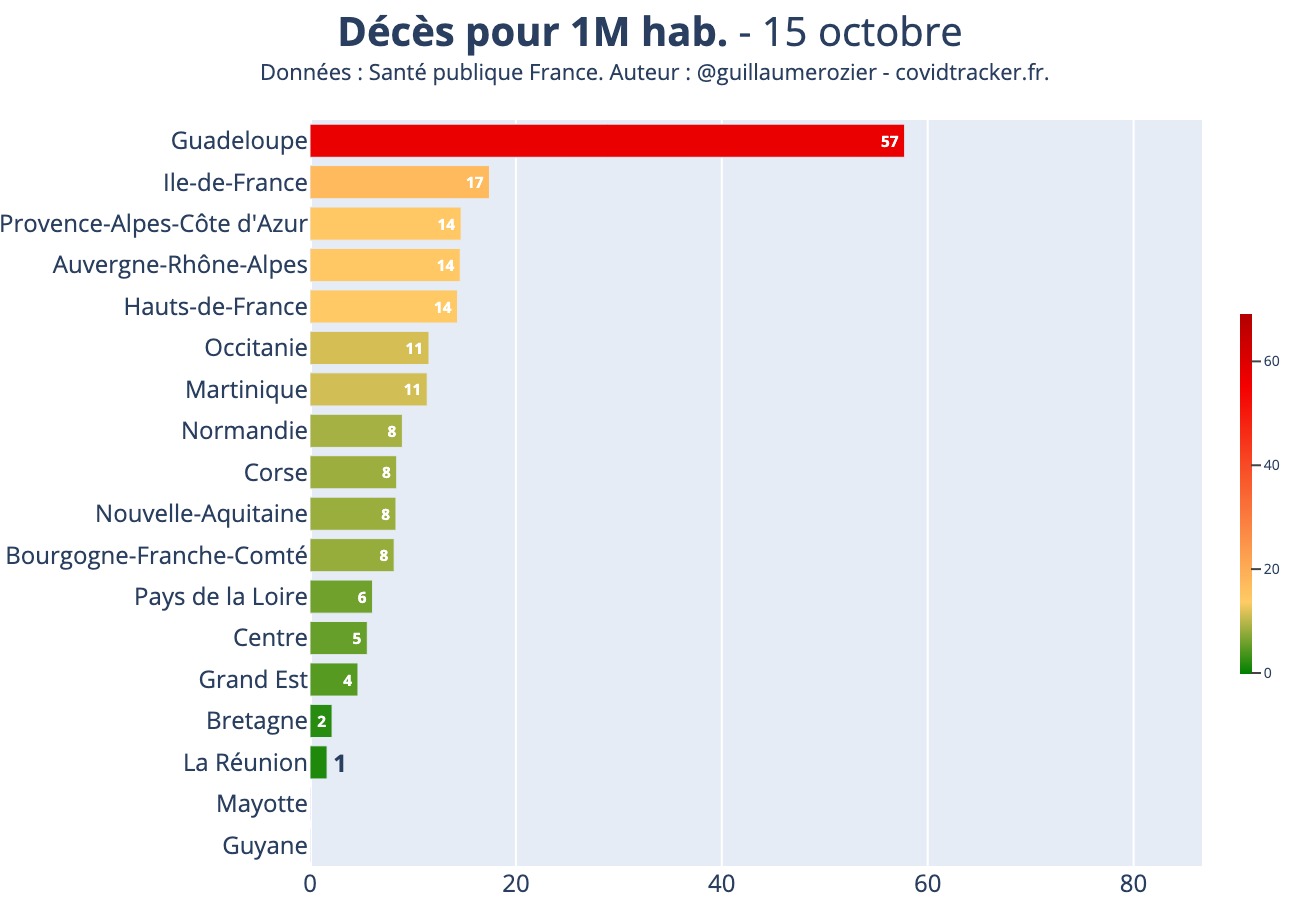 Décès pour 1M hab. - 15 octobre
Données : Santé publique France. Auteur : @guillaumerozier - covidtracker.fr.
Guadeloupe 57
Ile-de-France 17
Provence-Alpes-Côte d'Azur 14
Auvergne-Rhône-Alpes 14
Hauts-de-France 14
Occitanie 11
Martinique 11
Normandie 8
Corse 8
Nouvelle-Aquitaine 8
Bourgogne-Franche-Comté 8
Pays de la Loire 6
Centre 5
Grand Est 4
Bretagne 2
La Réunion 1
Mayotte
Guyane
0 20 40 60 80
60
40
20
0